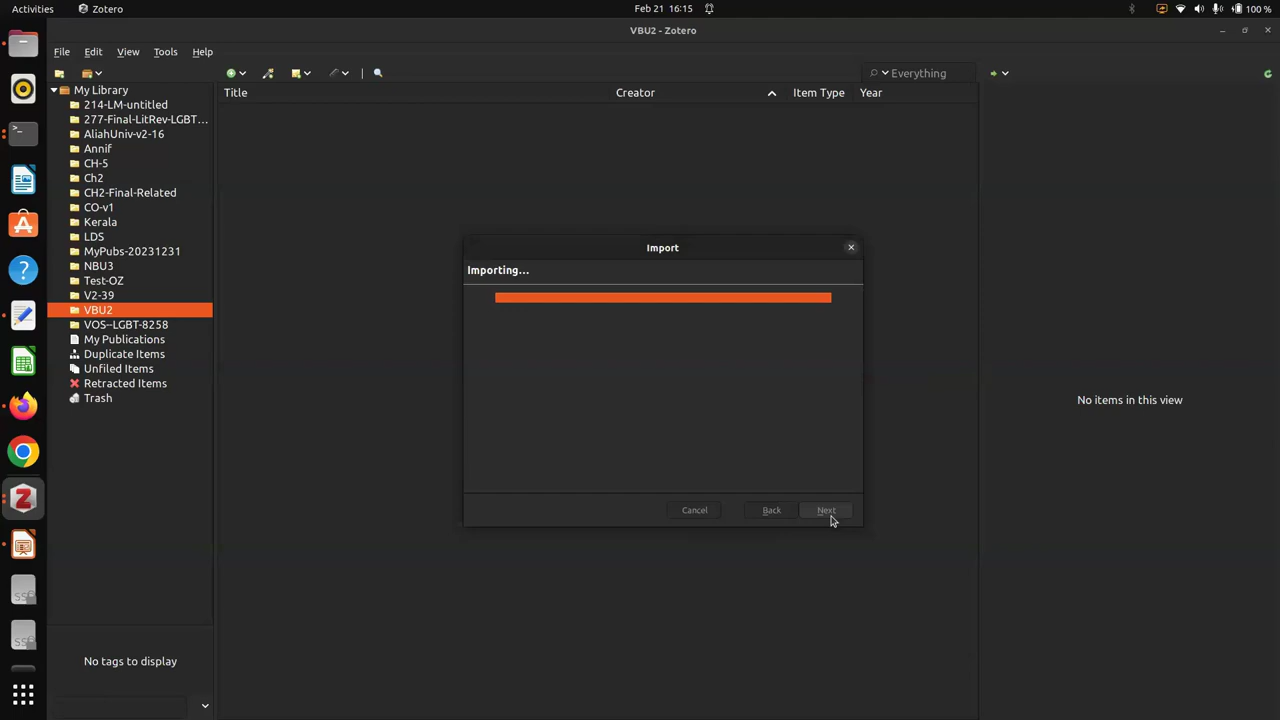 Activities
Zotero
Feb 21 16:15
100 %
VBU2 - Zotero
File Edit View Tools Help
Everything
My Library
214-LM-untitled
277-Final-LitRev-LGBT...
AliahUniv-v2-16
Annif
CH-5
Ch2
CH2-Final-Related
CO-v1
Kerala
LDS
MyPubs-20231231
NBU3
Test-OZ
V2-39
VBU2
VOS--LGBT-8258
My Publications
Duplicate Items
Unfiled Items
Retracted Items
Trash
Title Creator Item Type Year
Import
Importing...
Cancel Back Next
No items in this view
No tags to display